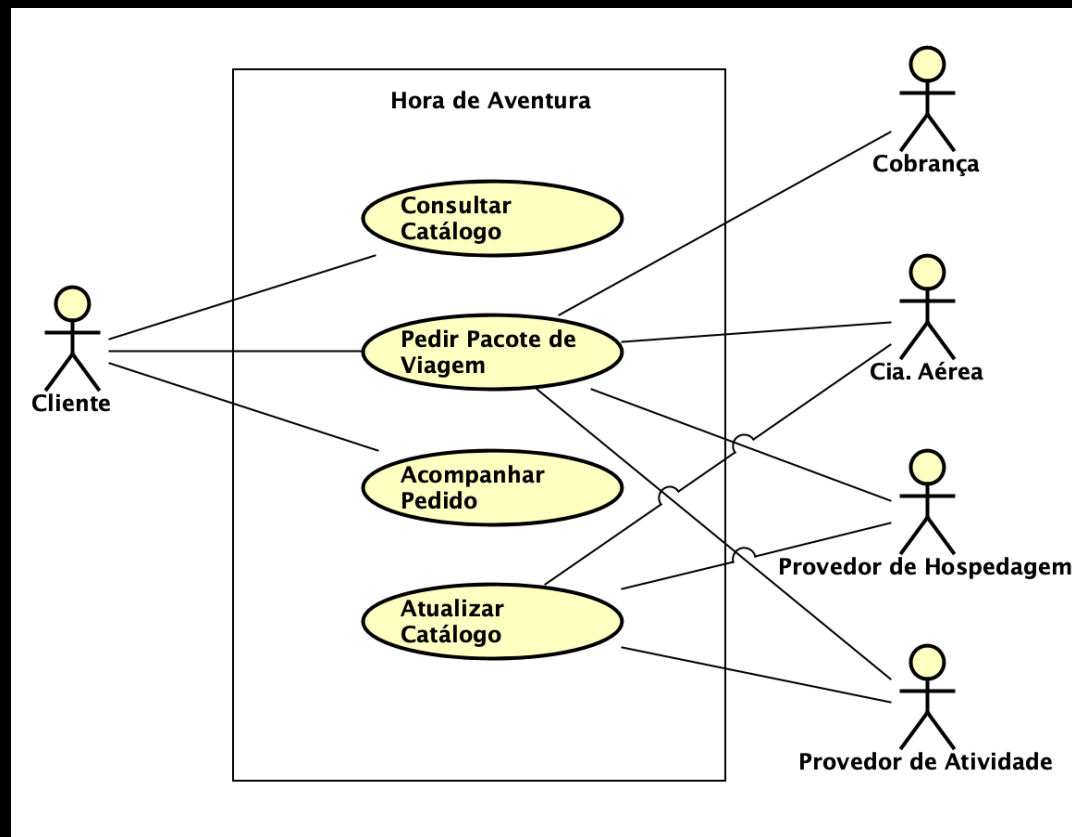 Hora de Aventura
Cobrança
Consultar
Catálogo
Pedir Pacote de
Viagem
Cia. Aérea
Cliente
Acompanhar
Pedido
Provedor de Hospedagem
Atualizar
Catálogo
Provedor de Atividade